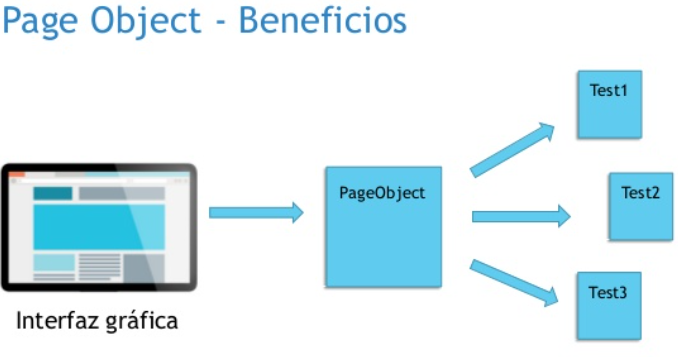 Page Object - Beneficios
Test1
PageObject
Test2
Test3
Interfaz gráfica